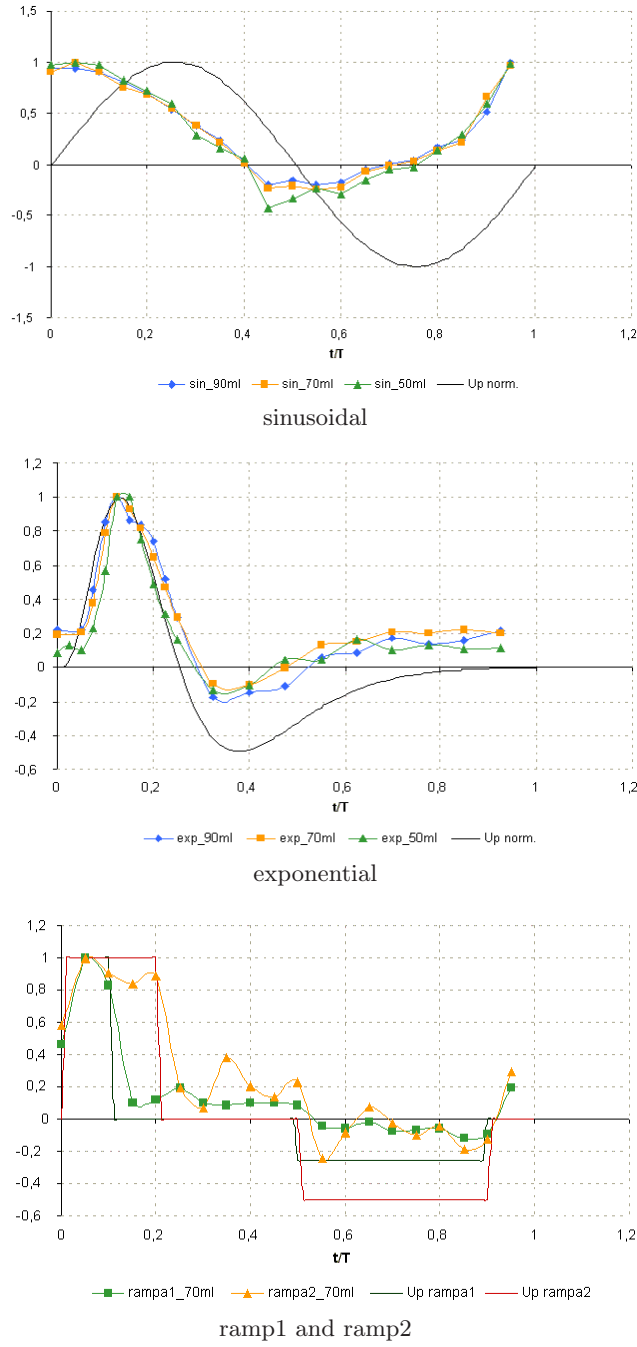 1,5
1
0,5
0
-0,5
-1
-1,5
0 0,2 0,4 0,6 0,8 1 1,2
t/T
sin_90ml sin_70ml sin_50ml Up norm.
sinusoidal
1,2
1
0,8
0,6
0,4
0,2
0
-0,2
-0,4
-0,6
0 0,2 0,4 0,6 0,8 1 1,2
t/T
exp_90ml exp_70ml exp_50ml Up norm.
exponential
1,2
1
0,8
0,6
0,4
0,2
0
-0,2
-0,4
-0,6
0 0,2 0,4 0,6 0,8 1 1,2
t/T
rampa1_70ml rampa2_70ml Up rampa1 Up rampa2
ramp1 and ramp2